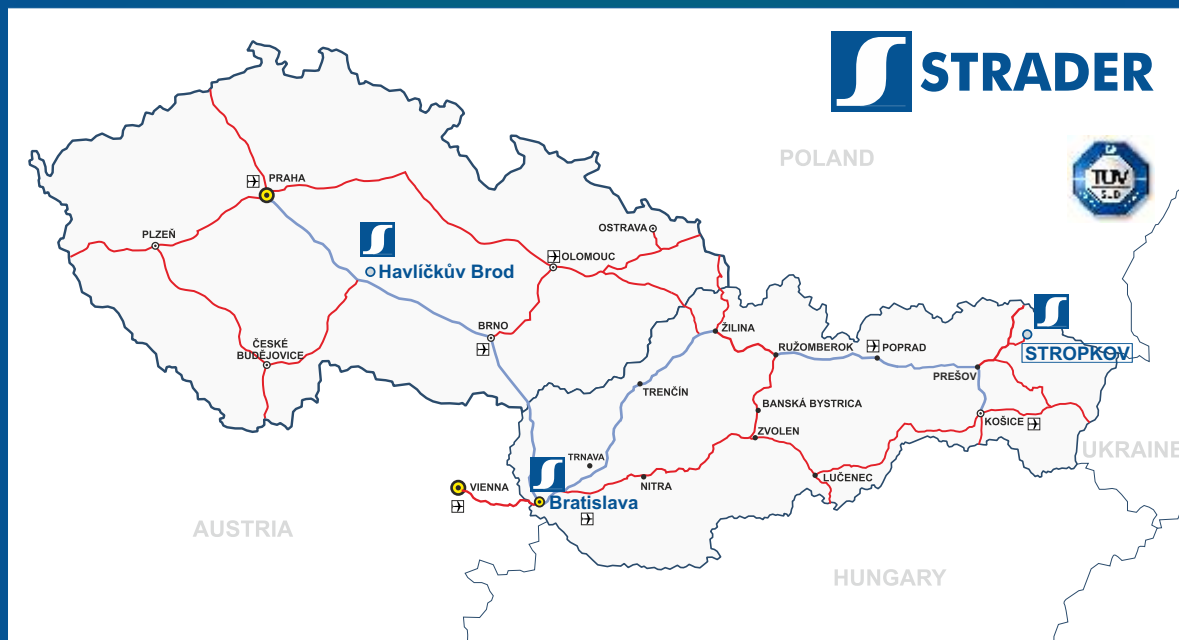 STRADER
POLAND
TÜV
PRAHA
PLZEŇ
OSTRAVA
OLOMOUC
Havlíčkův Brod
BRNO
ČESKÉ
BUDĚJOVICE
ŽILINA
RUŽOMBEROK
POPRAD
STROPKOV
PREŠOV
TRENČÍN
BANSKÁ BYSTRICA
KOŠICE
ZVOLEN
UKRAINE
TRNAVA
LUČENEC
VIENNA
NITRA
Bratislava
AUSTRIA
HUNGARY